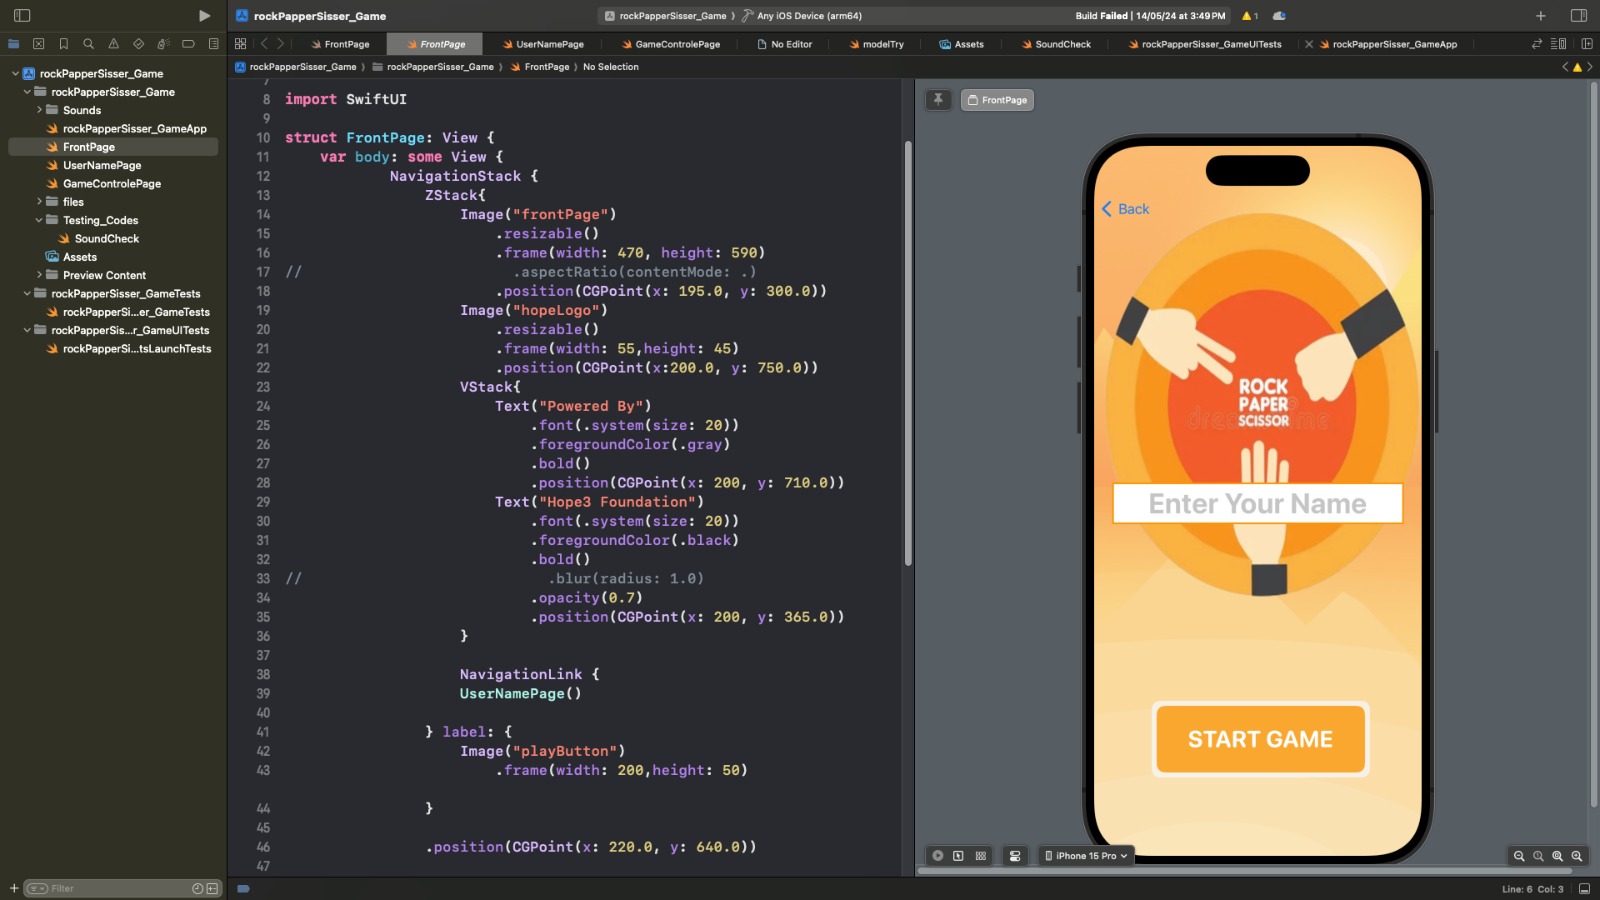 rockPapperSisser_Game
rockPapperSisser_Game 〉 Any iOS Device (arm64)
Build Failed | 14/05/24 at 3:49 PM
1
FrontPage
FrontPage
UserNamePage
GameControlePage
No Editor
modelTry
Assets
SoundCheck
rockPapperSisser_GameUITests
rockPapperSisser_GameApp
rockPapperSisser_Game 〉 rockPapperSisser_Game 〉 FrontPage 〉 No Selection
rockPapperSisser_Game
rockPapperSisser_Game
Sounds
rockPapperSisser_GameApp
FrontPage
UserNamePage
GameControlePage
files
Testing_Codes
SoundCheck
Assets
Preview Content
rockPapperSisser_GameTests
rockPapperSi...er_GameTests
rockPapperSis...r_GameUITests
rockPapperSi...tsLaunchTests
Filter
8 import SwiftUI
9
10 struct FrontPage: View {
11 var body: some View {
12 NavigationStack {
13 ZStack{
14 Image("frontPage")
15 .resizable()
16 .frame(width: 470, height: 590)
17 // .aspectRatio(contentMode: .)
18 .position(CGPoint(x: 195.0, y: 300.0))
19 Image("hopeLogo")
20 .resizable()
21 .frame(width: 55,height: 45)
22 .position(CGPoint(x:200.0, y: 750.0))
23 VStack{
24 Text("Powered By")
25 .font(.system(size: 20))
26 .foregroundColor(.gray)
27 .bold()
28 .position(CGPoint(x: 200, y: 710.0))
29 Text("Hope3 Foundation")
30 .font(.system(size: 20))
31 .foregroundColor(.black)
32 .bold()
33 // .blur(radius: 1.0)
34 .opacity(0.7)
35 .position(CGPoint(x: 200, y: 365.0))
36 }
37
38 NavigationLink {
39 UserNamePage()
40
41 } label: {
42 Image("playButton")
43 .frame(width: 200,height: 50)
44 }
45
46 .position(CGPoint(x: 220.0, y: 640.0))
47
FrontPage
Back
ROCK
PAPER
SCISSOR
Enter Your Name
START GAME
iPhone 15 Pro
Line: 6 Col: 3